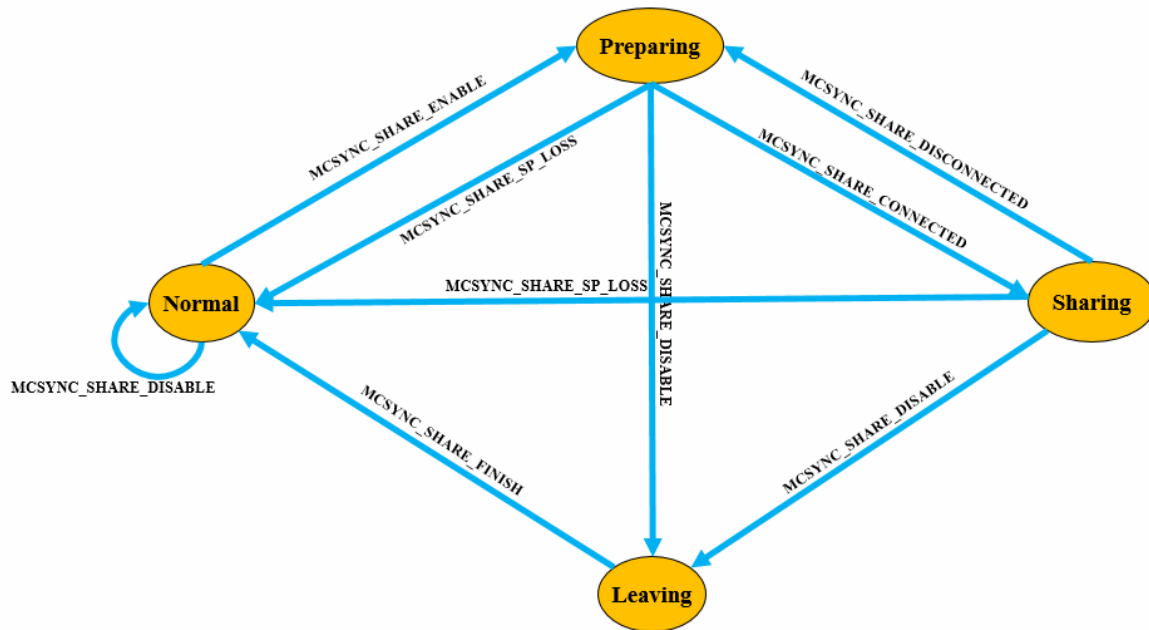 Preparing
MCSYNC_SHARE_ENABLE
MCSYNC_SHARE_SP_LOSS
MCSYNC_SHARE_DISCONNECTED
MCSYNC_SHARE_CONNECTED
MCSYNC_SHARE_DISABLE
MCSYNC_SHARE_SP_LOSS
Normal
Sharing
MCSYNC_SHARE_DISABLE
MCSYNC_SHARE_FINISH
MCSYNC_SHARE_DISABLE
Leaving